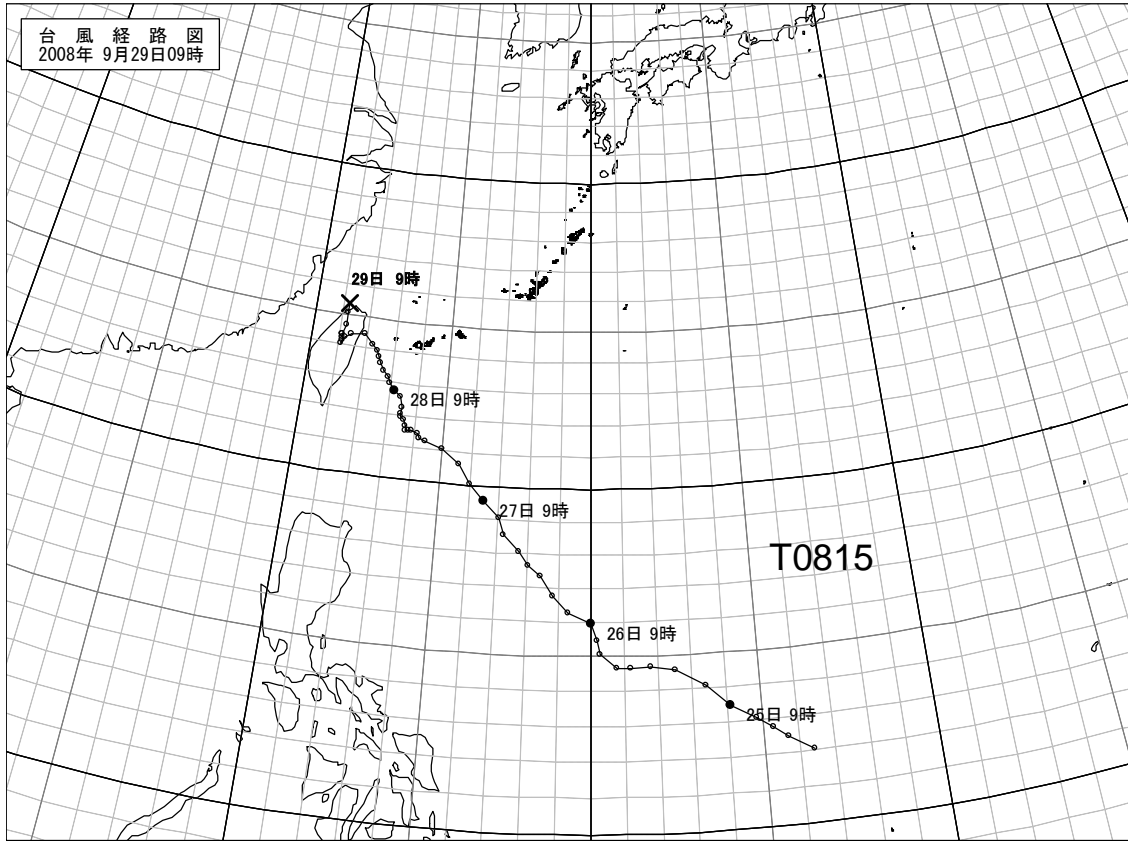 台 風 経 路 図
2008年 9月29日09時
29日 9時
28日 9時
27日 9時
T0815
26日 9時
25日 9時